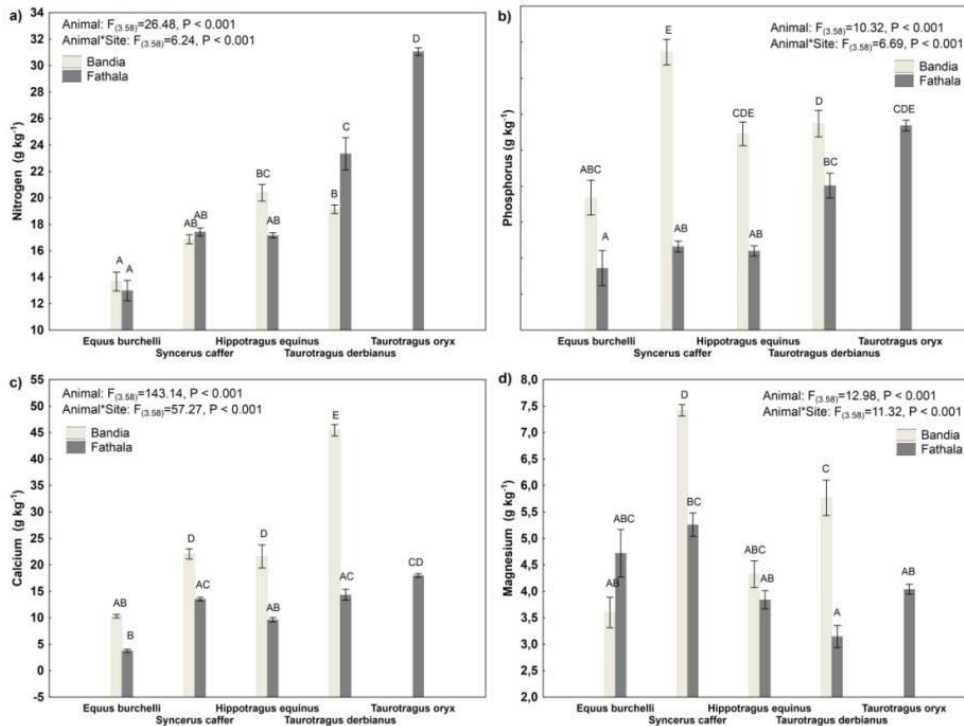 a)
Animal: F(3.58)=26.48, P < 0.001
Animal*Site: F(3.58)=6.24, P < 0.001
Bandia
Fathala
Nitrogen (g kg-1)
34
32
30
28
26
24
22
20
18
16
14
12
10
A
A
AB
AB
BC
AB
B
C
D
Equus burchelli
Hippotragus equinus
Taurotragus oryx
Syncerus caffer
Taurotragus derbianus
b)
Animal: F(3.58)=10.32, P < 0.001
Animal*Site: F(3.58)=6.69, P < 0.001
Bandia
Fathala
Phosphorus (g kg-1)
ABC
A
E
AB
CDE
AB
D
BC
CDE
Equus burchelli
Hippotragus equinus
Taurotragus oryx
Syncerus caffer
Taurotragus derbianus
c)
Animal: F(3.58)=143.14, P < 0.001
Animal*Site: F(3.58)=57.27, P < 0.001
Bandia
Fathala
Calcium (g kg-1)
55
50
45
40
35
30
25
20
15
10
5
0
-5
AB
B
D
AC
D
AB
E
AC
CD
Equus burchelli
Hippotragus equinus
Taurotragus oryx
Syncerus caffer
Taurotragus derbianus
d)
Animal: F(3.58)=12.98, P < 0.001
Animal*Site: F(3.58)=11.32, P < 0.001
Bandia
Fathala
Magnesium (g kg-1)
8,0
7,5
7,0
6,5
6,0
5,5
5,0
4,5
4,0
3,5
3,0
2,5
2,0
AB
ABC
D
BC
ABC
AB
C
A
AB
Equus burchelli
Hippotragus equinus
Taurotragus oryx
Syncerus caffer
Taurotragus derbianus